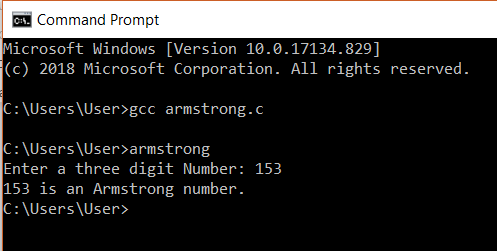 Command Prompt
Microsoft Windows [Version 10.0.17134.829]
(c) 2018 Microsoft Corporation. All rights reserved.
C:\Users\User>gcc armstrong.c
C:\Users\User>armstrong
Enter a three digit Number: 153
153 is an Armstrong number.
C:\Users\User>